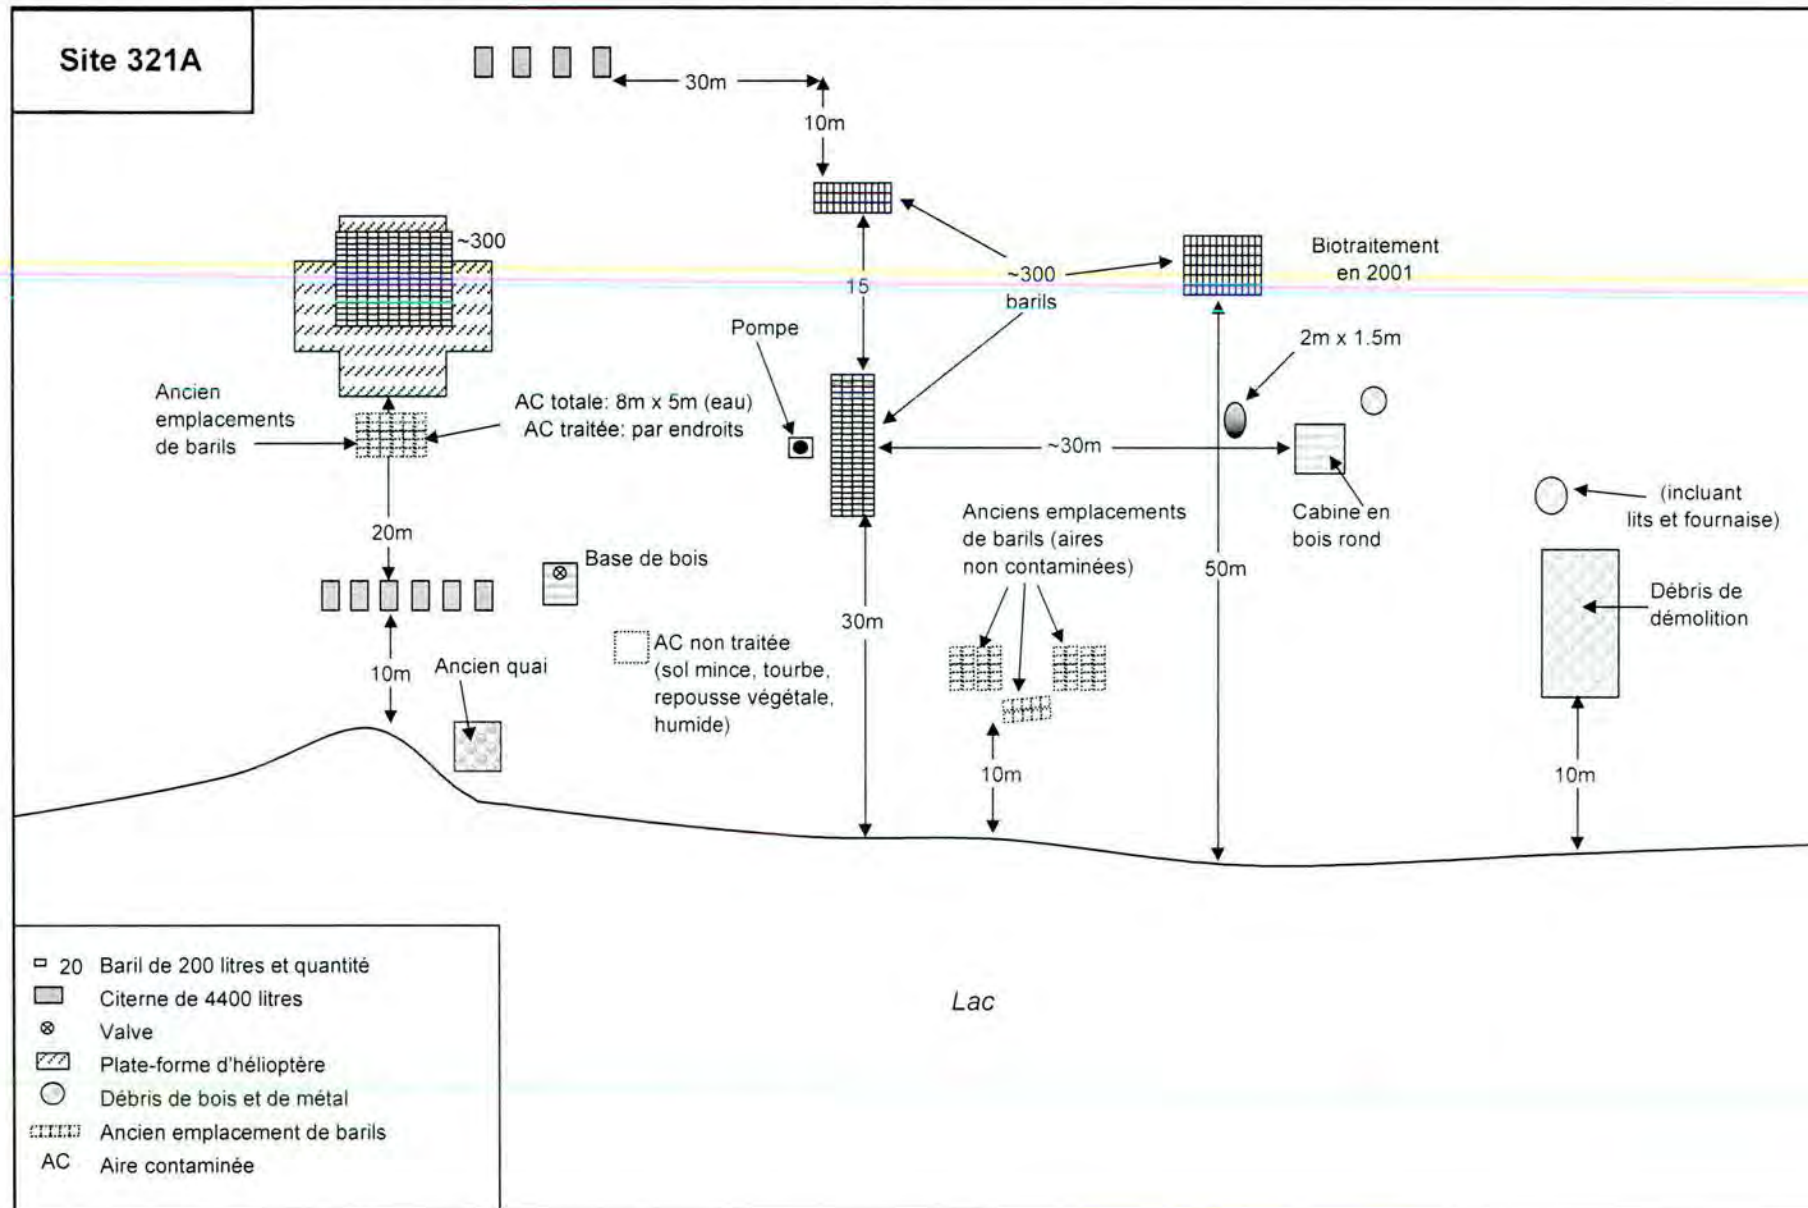 Site 321A
30m
10m
~300
15
~300
barils
Biotraitement
en 2001
Pompe
2m x 1.5m
Ancien
emplacements
de barils
AC totale: 8m x 5m (eau)
AC traitée: par endroits
~30m
20m
Base de bois
Anciens emplacements
de barils (aires
non contaminées)
Cabine en
bois rond
(incluant
lits et fournaise)
50m
30m
Débris de
démolition
AC non traitée
(sol mince, tourbe,
repousse végétale,
humide)
10m
Ancien quai
10m
10m
20 Baril de 200 litres et quantité
Citerne de 4400 litres
Valve
Plate-forme d'hélioptère
Débris de bois et de métal
Ancien emplacement de barils
AC Aire contaminée
Lac